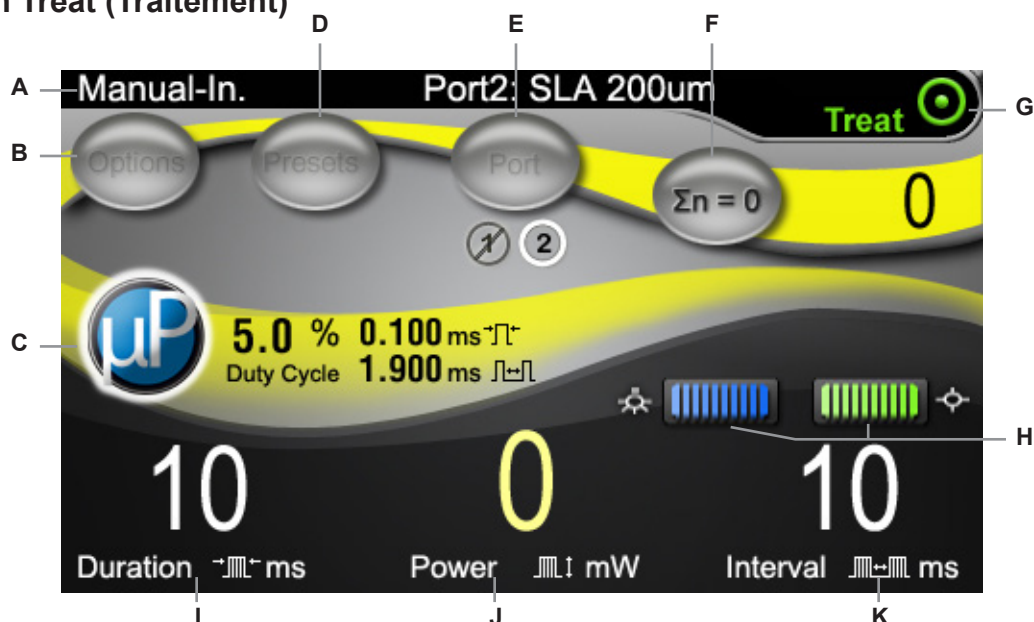 n Treat (Traitement)
D E F
A Manual-In. Port2: SLA 200um Treat G
B Options Presets Port Σn = 0 0
1 2
C µP 5.0 % 0.100 ms
Duty Cycle 1.900 ms
H
10 0 10
Duration ms Power mW Interval ms
I J K